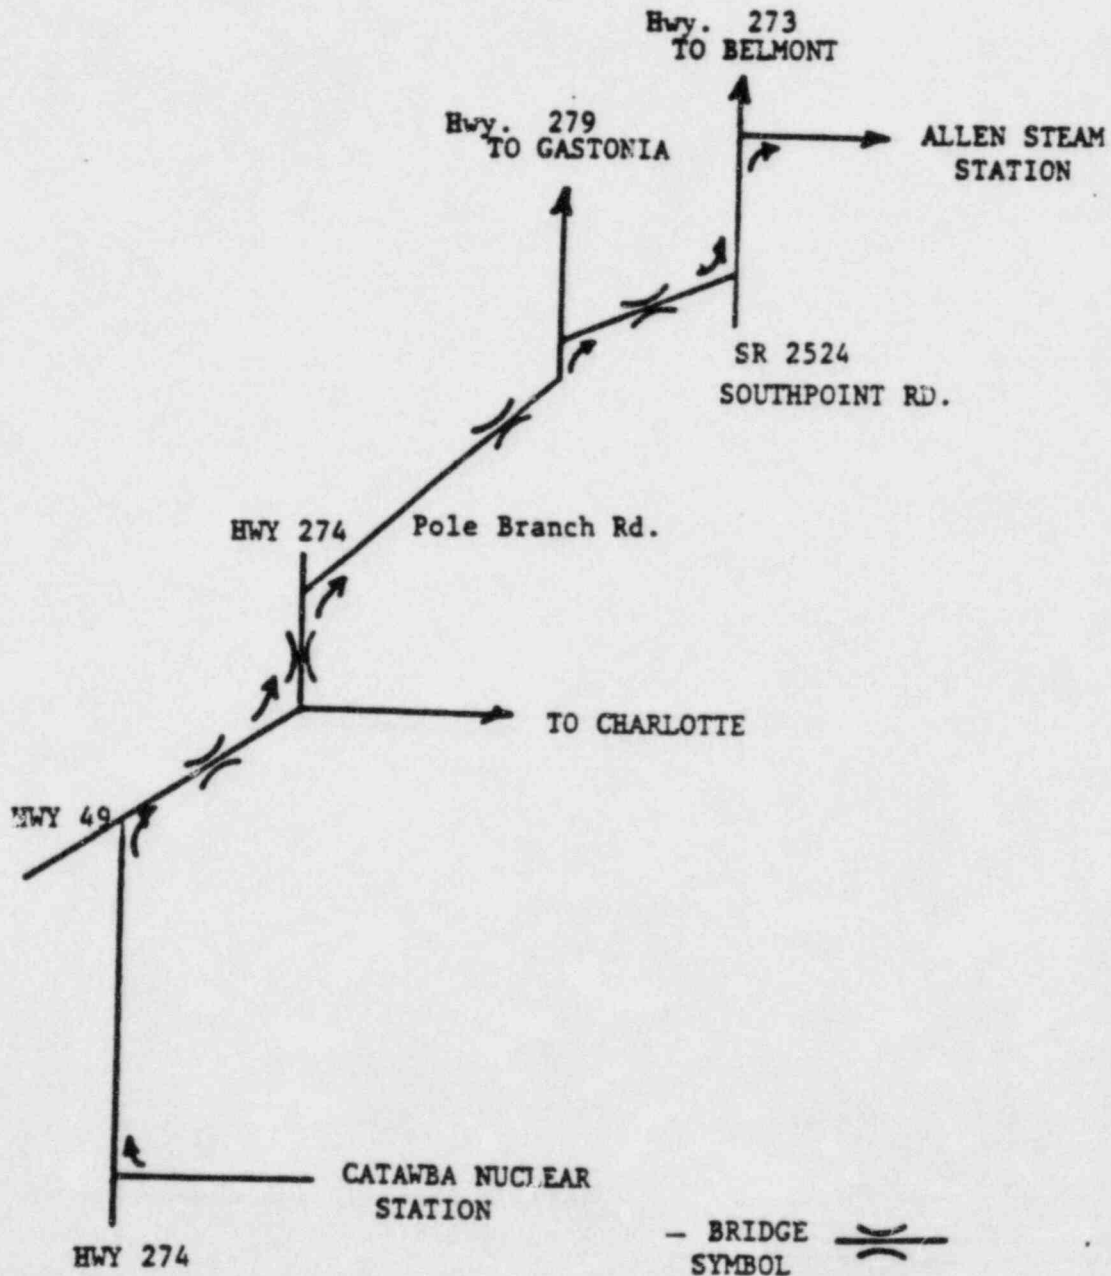 Hwy. 273
TO BELMONT
Hwy. 279
TO GASTONIA
ALLEN STEAM
STATION
SR 2524
SOUTHPOINT RD.
HWY 274
Pole Branch Rd.
TO CHARLOTTE
HWY 49
CATAWBA NUCLEAR
STATION
HWY 274
— BRIDGE
SYMBOL